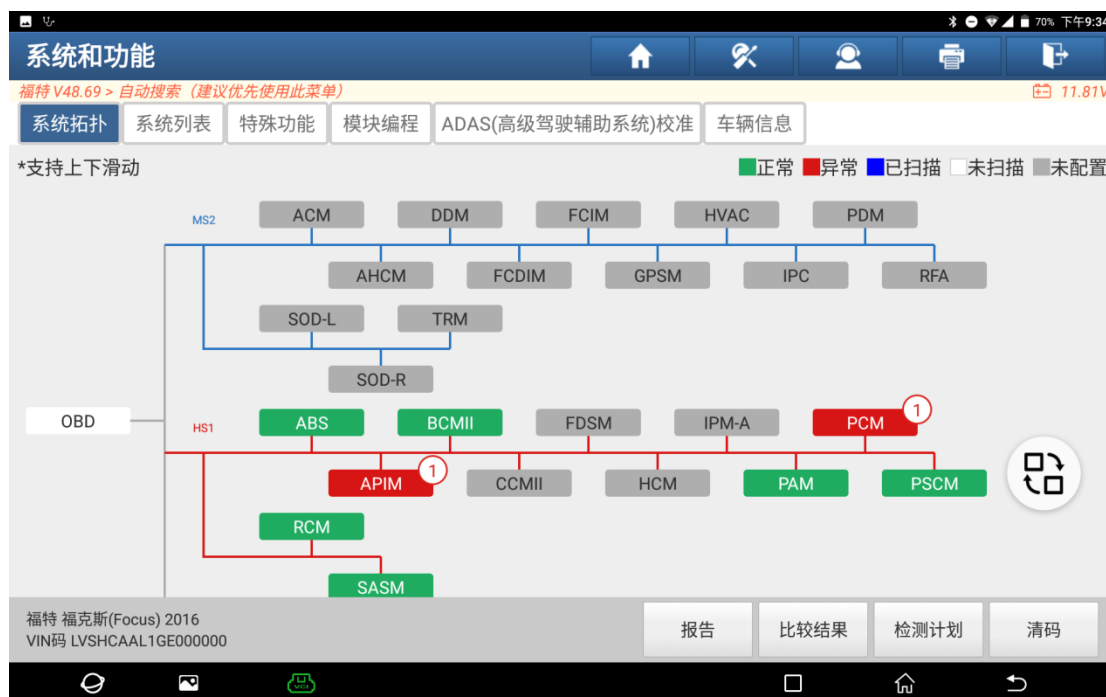 70% 下午9:34
系统和功能
福特 V48.69 > 自动搜索（建议优先使用此菜单）
11.81V
系统拓扑 系统列表 特殊功能 模块编程 ADAS(高级驾驶辅助系统)校准 车辆信息
*支持上下滑动
正常 异常 已扫描 未扫描 未配置
MS2
ACM DDM FCIM HVAC PDM
AHCM FCDIM GPSM IPC RFA
SOD-L TRM
SOD-R
OBD
HS1
ABS BCMII FDSM IPM-A PCM 1
APIM 1 CCMII HCM PAM PSCM
RCM
SASM
福特 福克斯(Focus) 2016
VIN码 LVSHCAAL1GE000000
报告 比较结果 检测计划 清码
VCI